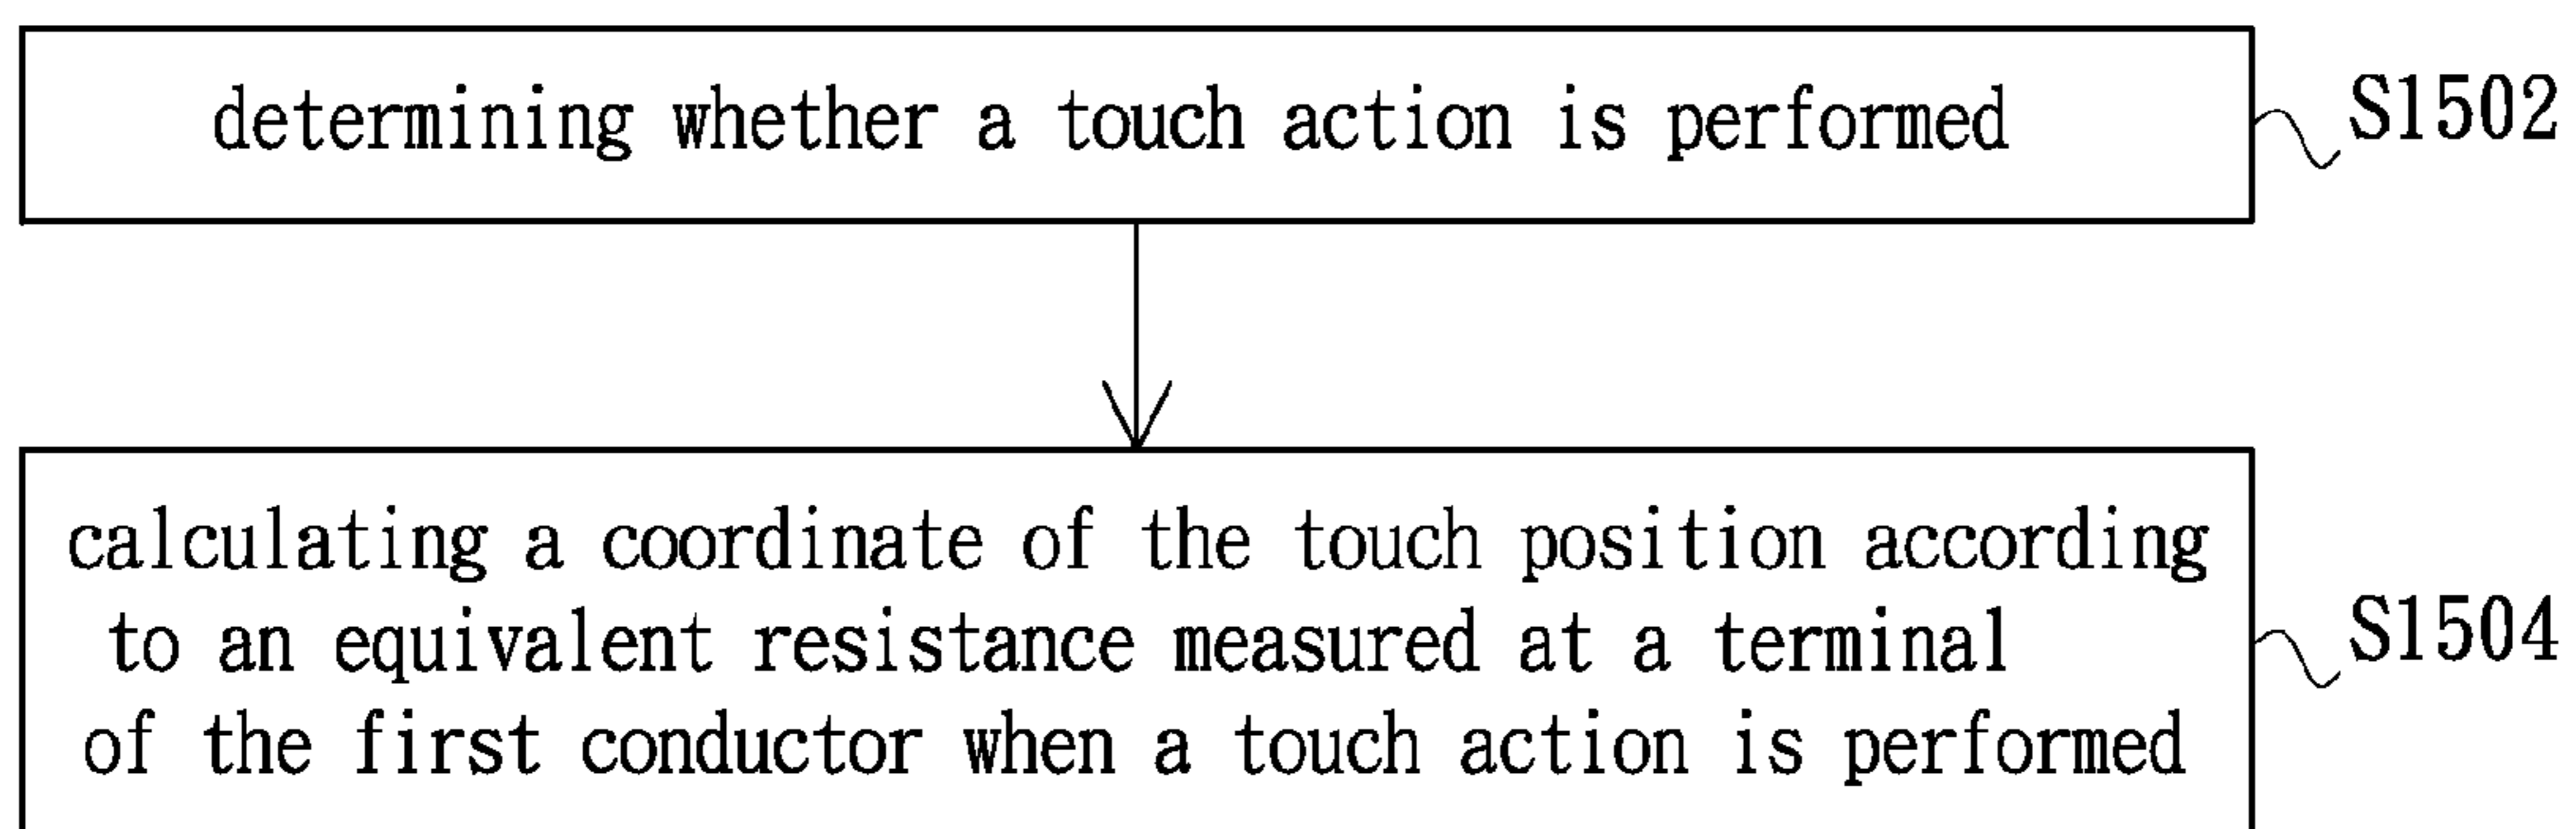 determining whether a touch action is performed
S1502
calculating a coordinate of the touch position according
to an equivalent resistance measured at a terminal
of the first conductor when a touch action is performed
S1504